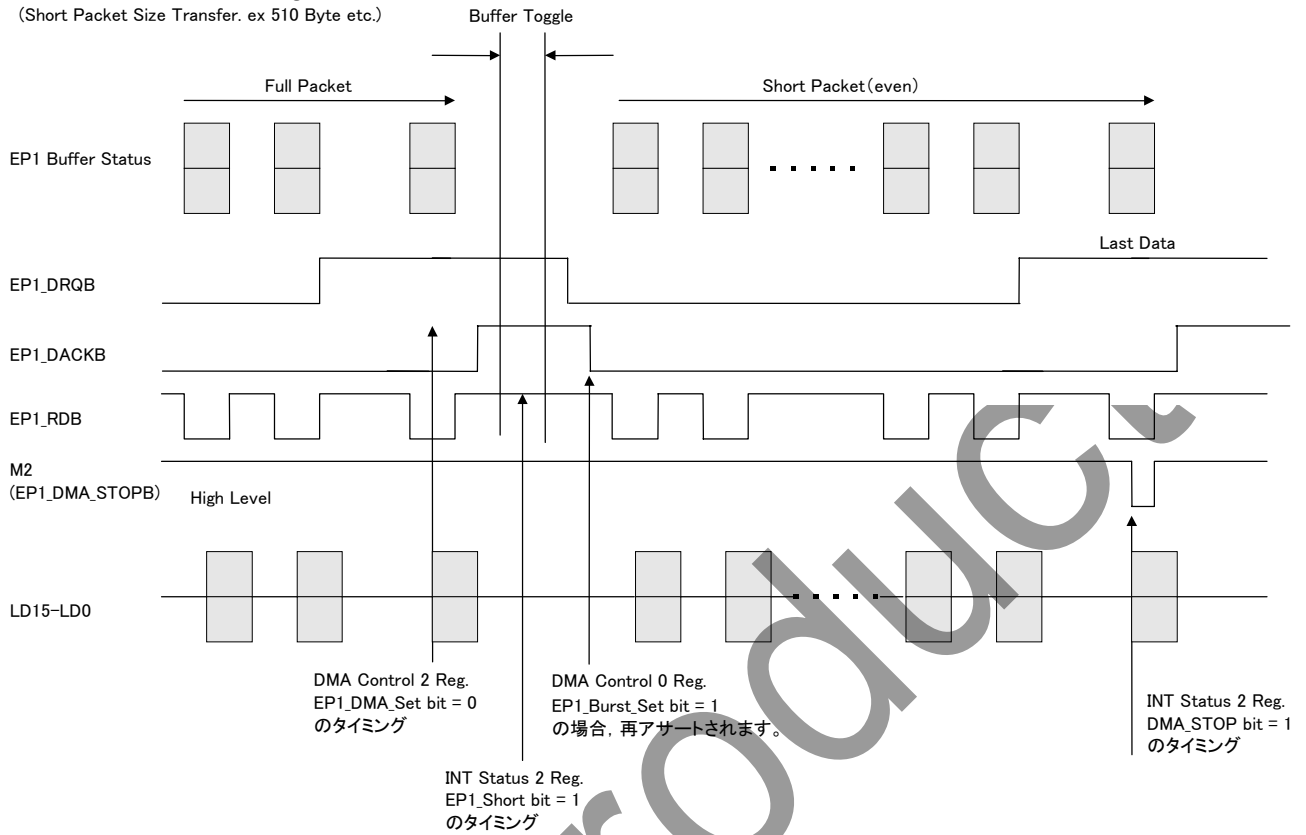 (Short Packet Size Transfer. ex 510 Byte etc.)
Buffer Toggle
Full Packet
Short Packet(even)
EP1 Buffer Status
Last Data
EP1_DRQB
EP1_DACKB
EP1_RDB
M2
(EP1_DMA_STOPB)
High Level
LD15-LD0
DMA Control 2 Reg.
EP1_DMA_Set bit = 0
のタイミング
DMA Control 0 Reg.
EP1_Burst_Set bit = 1
の場合, 再アサートされます。
INT Status 2 Reg.
DMA_STOP bit = 1
のタイミング
INT Status 2 Reg.
EP1_Short bit = 1
のタイミング